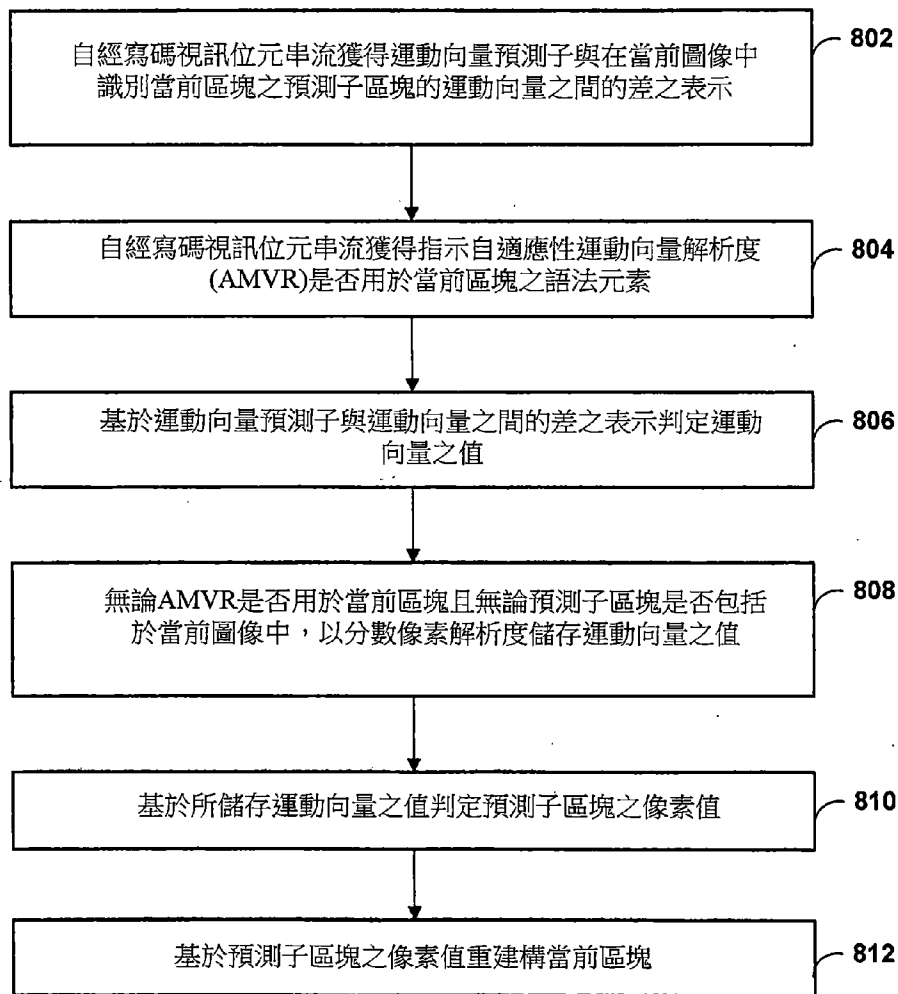 自經寫碼視訊位元串流獲得運動向量預測子與在當前圖像中
識別當前區塊之預測子區塊的運動向量之間的差之表示
802
自經寫碼視訊位元串流獲得指示自適應性運動向量解析度
(AMVR)是否用於當前區塊之語法元素
804
基於運動向量預測子與運動向量之間的差之表示判定運動
向量之值
806
無論AMVR是否用於當前區塊且無論預測子區塊是否包括
於當前圖像中，以分數像素解析度儲存運動向量之值
808
基於所儲存運動向量之值判定預測子區塊之像素值
810
基於預測子區塊之像素值重建構當前區塊
812